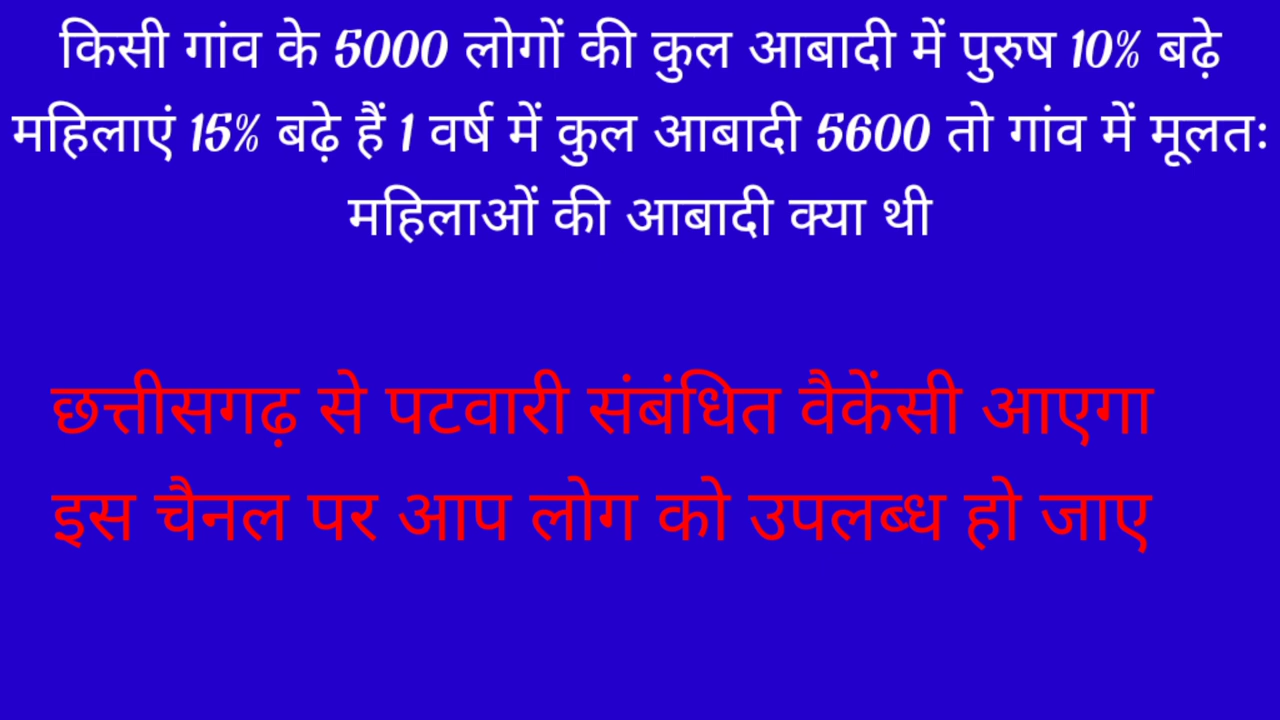 किसी गांव के 5000 लोगों की कुल आबादी में पुरुष 10% बढ़े
महिलाएं 15% बढ़े हैं 1 वर्ष में कुल आबादी 5600 तो गांव में मूलतः
महिलाओं की आबादी क्या थी
छत्तीसगढ़ से पटवारी संबंधित वैकेंसी आएगा
इस चैनल पर आप लोग को उपलब्ध हो जाए